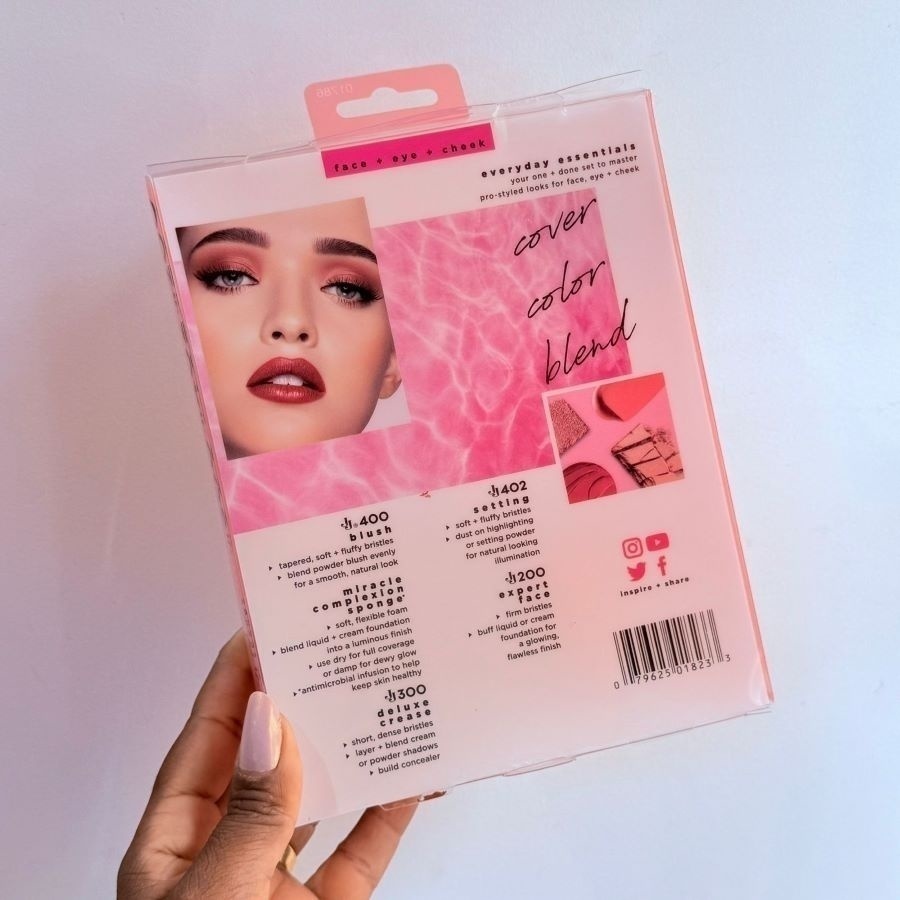 01786
face + eye + cheek
everyday essentials
your one + done set to master
pro-styled looks for face, eye + cheek
cover
color
blend
400
blush
▸ tapered, soft + fluffy bristles
▸ blend powder blush evenly
for a smooth, natural look
miracle
complexion
sponge*
▸ soft, flexible foam
▸ blend liquid + cream foundation
into a luminous finish
▸ use dry for full coverage
or damp for dewy glow
▸ *antimicrobial infusion to help
keep skin healthy
300
deluxe
crease
▸ short, dense bristles
▸ layer + blend cream
or powder shadows
▸ build concealer
402
setting
▸ soft + fluffy bristles
▸ dust on highlighting
or setting powder
for natural looking
illumination
200
expert
face
▸ firm bristles
▸ buff liquid or cream
foundation for
a glowing,
flawless finish
inspire + share
0 79625 01823 3